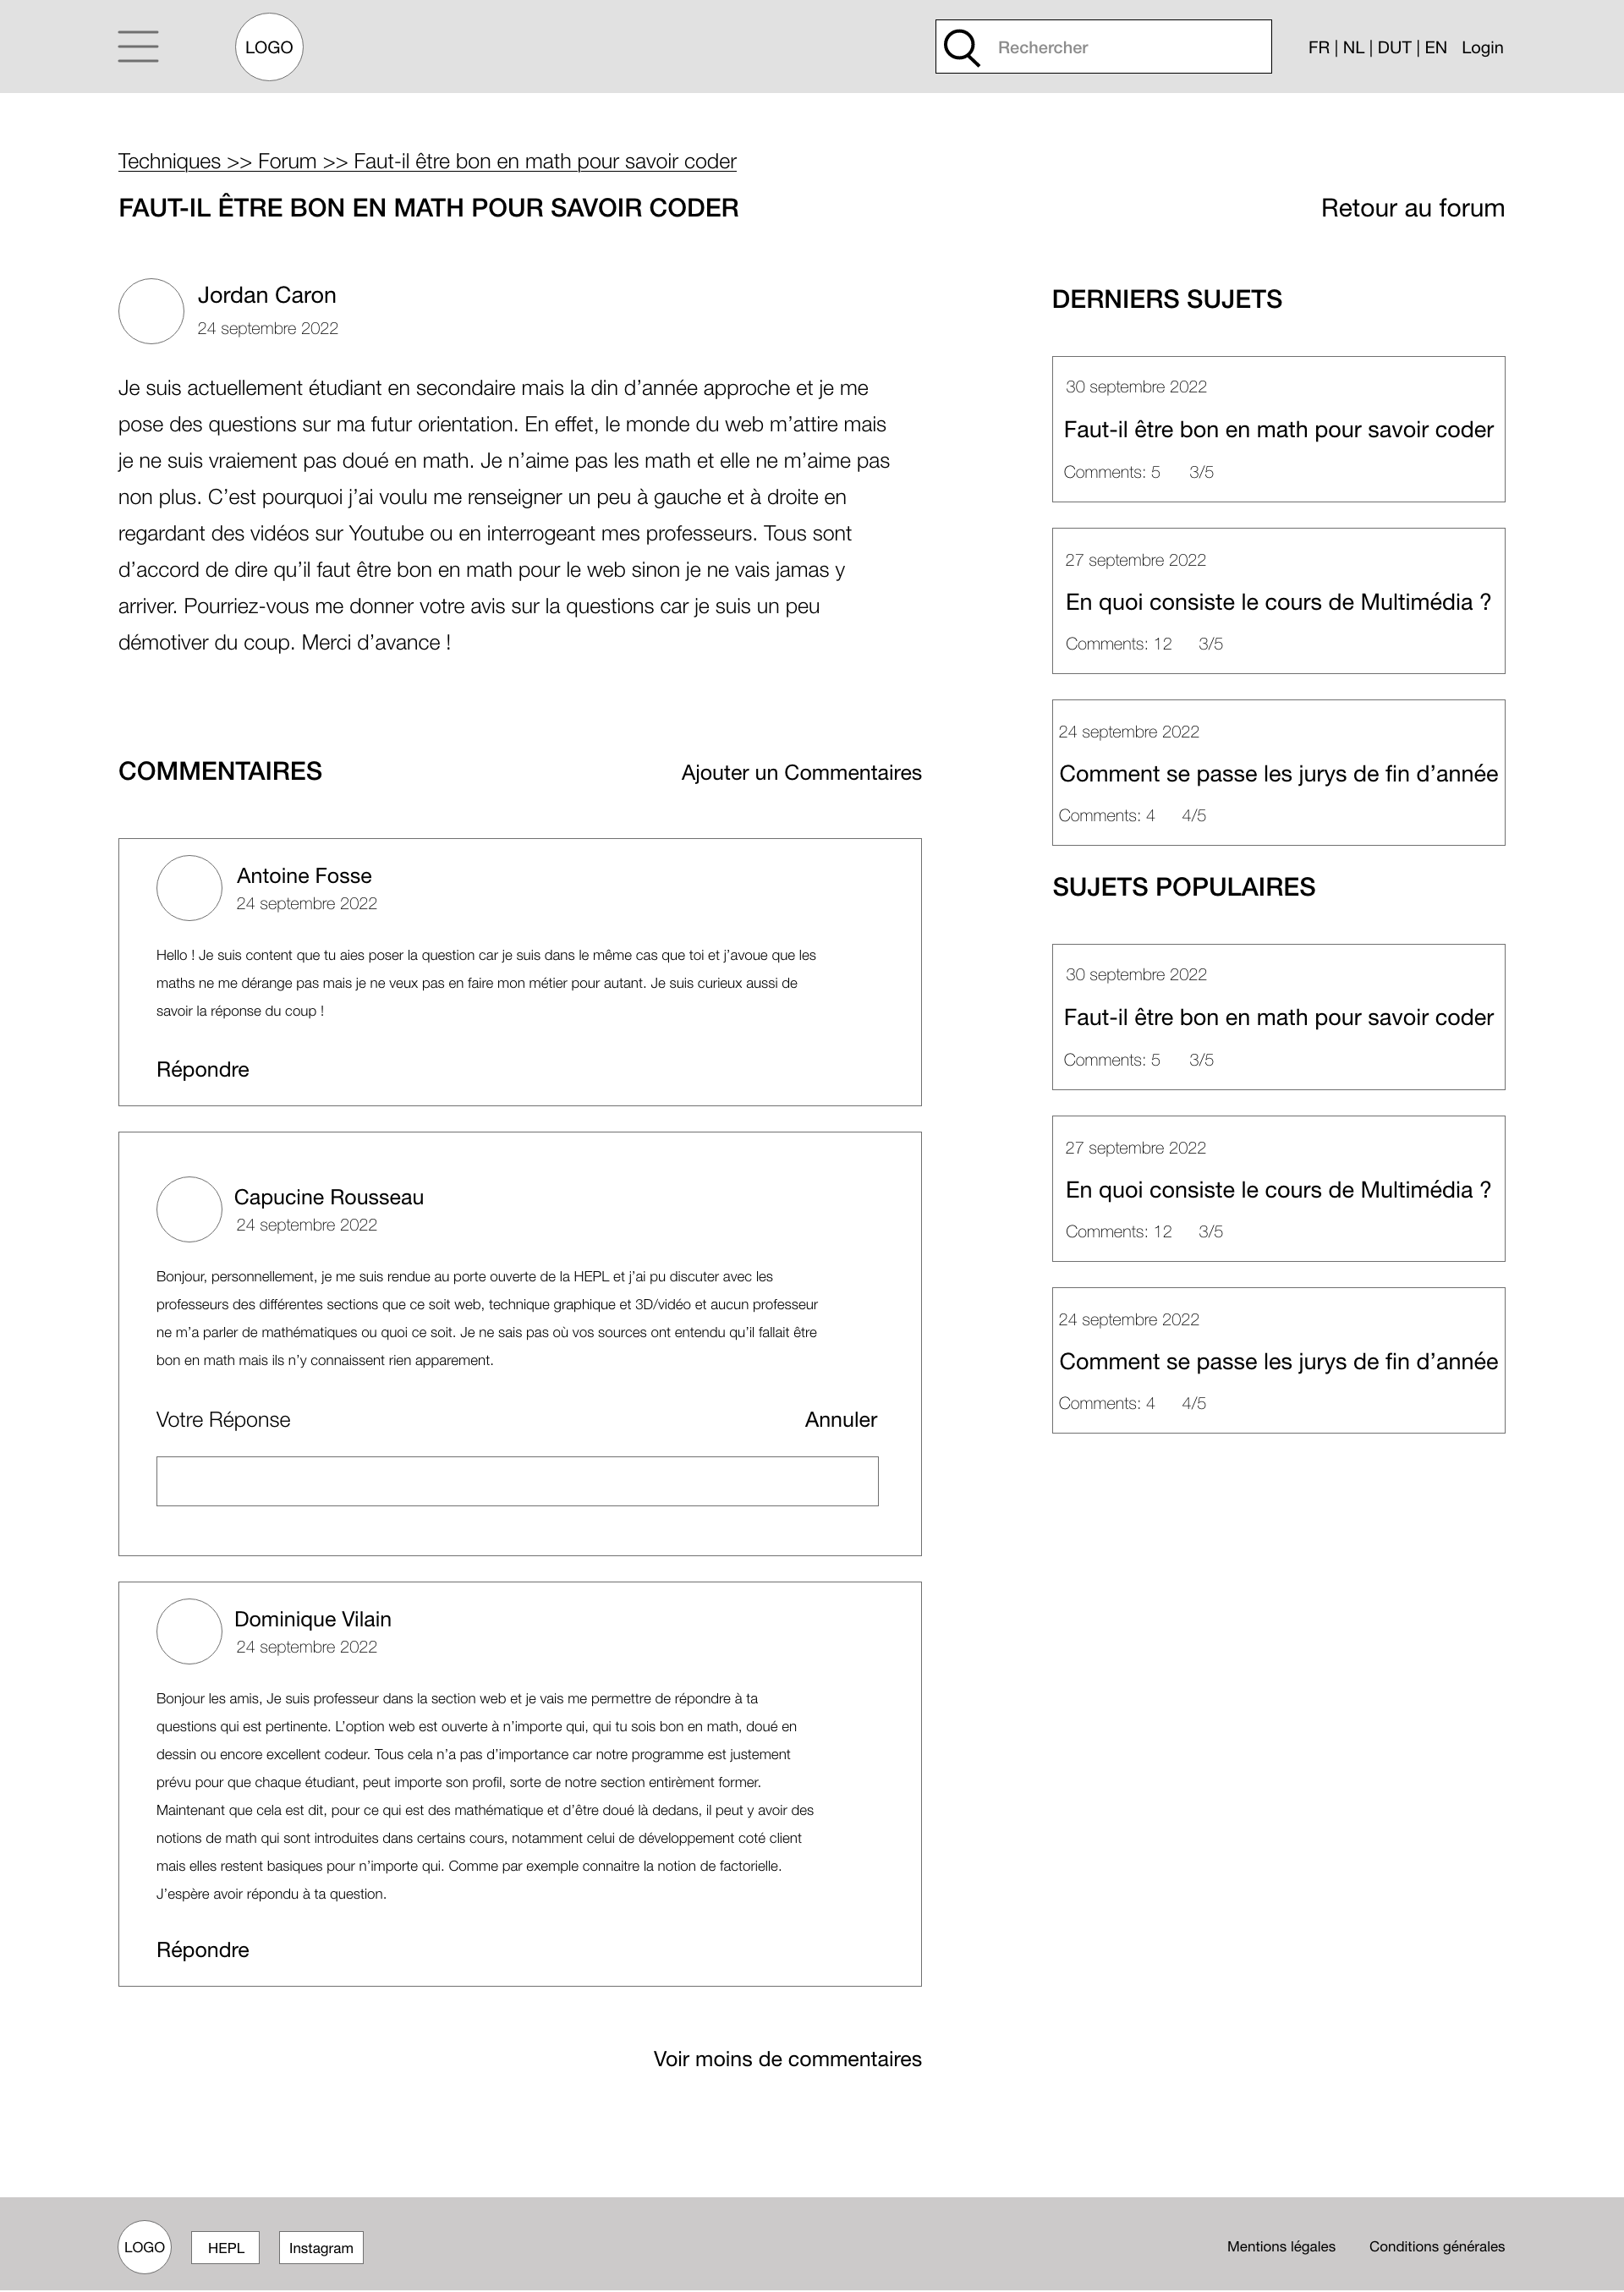 LOGO
Rechercher
FR | NL | DUT | EN Login
Techniques >> Forum >> Faut-il être bon en math pour savoir coder
FAUT-IL ÊTRE BON EN MATH POUR SAVOIR CODER
Retour au forum
Jordan Caron
24 septembre 2022
Je suis actuellement étudiant en secondaire mais la din d’année approche et je me
pose des questions sur ma futur orientation. En effet, le monde du web m’attire mais
je ne suis vraiement pas doué en math. Je n’aime pas les math et elle ne m’aime pas
non plus. C’est pourquoi j’ai voulu me renseigner un peu à gauche et à droite en
regardant des vidéos sur Youtube ou en interrogeant mes professeurs. Tous sont
d’accord de dire qu’il faut être bon en math pour le web sinon je ne vais jamas y
arriver. Pourriez-vous me donner votre avis sur la questions car je suis un peu
démotiver du coup. Merci d’avance !
COMMENTAIRES
Ajouter un Commentaires
Antoine Fosse
24 septembre 2022
Hello ! Je suis content que tu aies poser la question car je suis dans le même cas que toi et j’avoue que les
maths ne me dérange pas mais je ne veux pas en faire mon métier pour autant. Je suis curieux aussi de
savoir la réponse du coup !
Répondre
Capucine Rousseau
24 septembre 2022
Bonjour, personnellement, je me suis rendue au porte ouverte de la HEPL et j’ai pu discuter avec les
professeurs des différentes sections que ce soit web, technique graphique et 3D/vidéo et aucun professeur
ne m’a parler de mathématiques ou quoi ce soit. Je ne sais pas où vos sources ont entendu qu’il fallait être
bon en math mais ils n’y connaissent rien apparement.
Votre Réponse
Annuler
Dominique Vilain
24 septembre 2022
Bonjour les amis, Je suis professeur dans la section web et je vais me permettre de répondre à ta
questions qui est pertinente. L’option web est ouverte à n’importe qui, qui tu sois bon en math, doué en
dessin ou encore excellent codeur. Tous cela n’a pas d’importance car notre programme est justement
prévu pour que chaque étudiant, peut importe son profil, sorte de notre section entirèment former.
Maintenant que cela est dit, pour ce qui est des mathématique et d’être doué là dedans, il peut y avoir des
notions de math qui sont introduites dans certains cours, notamment celui de développement coté client
mais elles restent basiques pour n’importe qui. Comme par exemple connaitre la notion de factorielle.
J’espère avoir répondu à ta question.
Répondre
Voir moins de commentaires
DERNIERS SUJETS
30 septembre 2022
Faut-il être bon en math pour savoir coder
Comments: 5 3/5
27 septembre 2022
En quoi consiste le cours de Multimédia ?
Comments: 12 3/5
24 septembre 2022
Comment se passe les jurys de fin d’année
Comments: 4 4/5
SUJETS POPULAIRES
30 septembre 2022
Faut-il être bon en math pour savoir coder
Comments: 5 3/5
27 septembre 2022
En quoi consiste le cours de Multimédia ?
Comments: 12 3/5
24 septembre 2022
Comment se passe les jurys de fin d’année
Comments: 4 4/5
LOGO
HEPL
Instagram
Mentions légales
Conditions générales